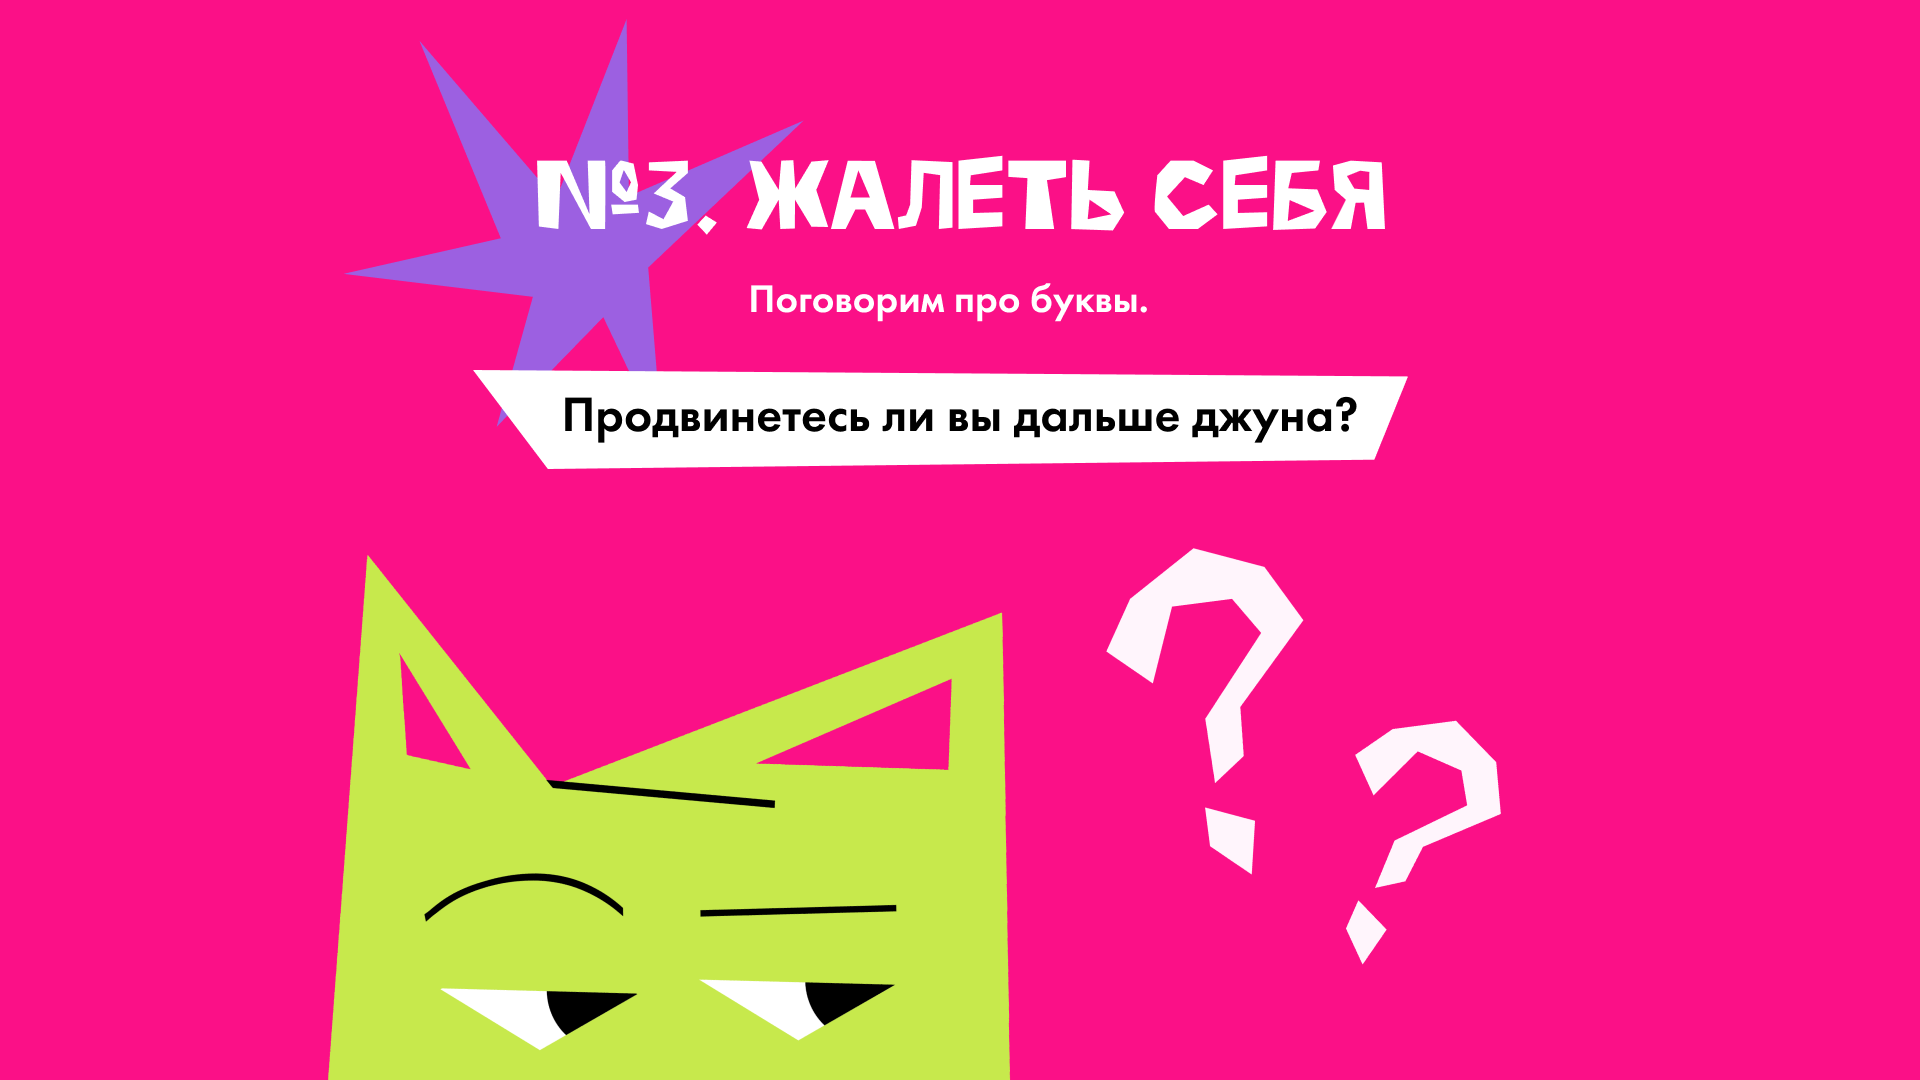 №3. ЖАЛЕТЬ СЕБЯ
Поговорим про буквы.
Продвинетесь ли вы дальше джуна?
??